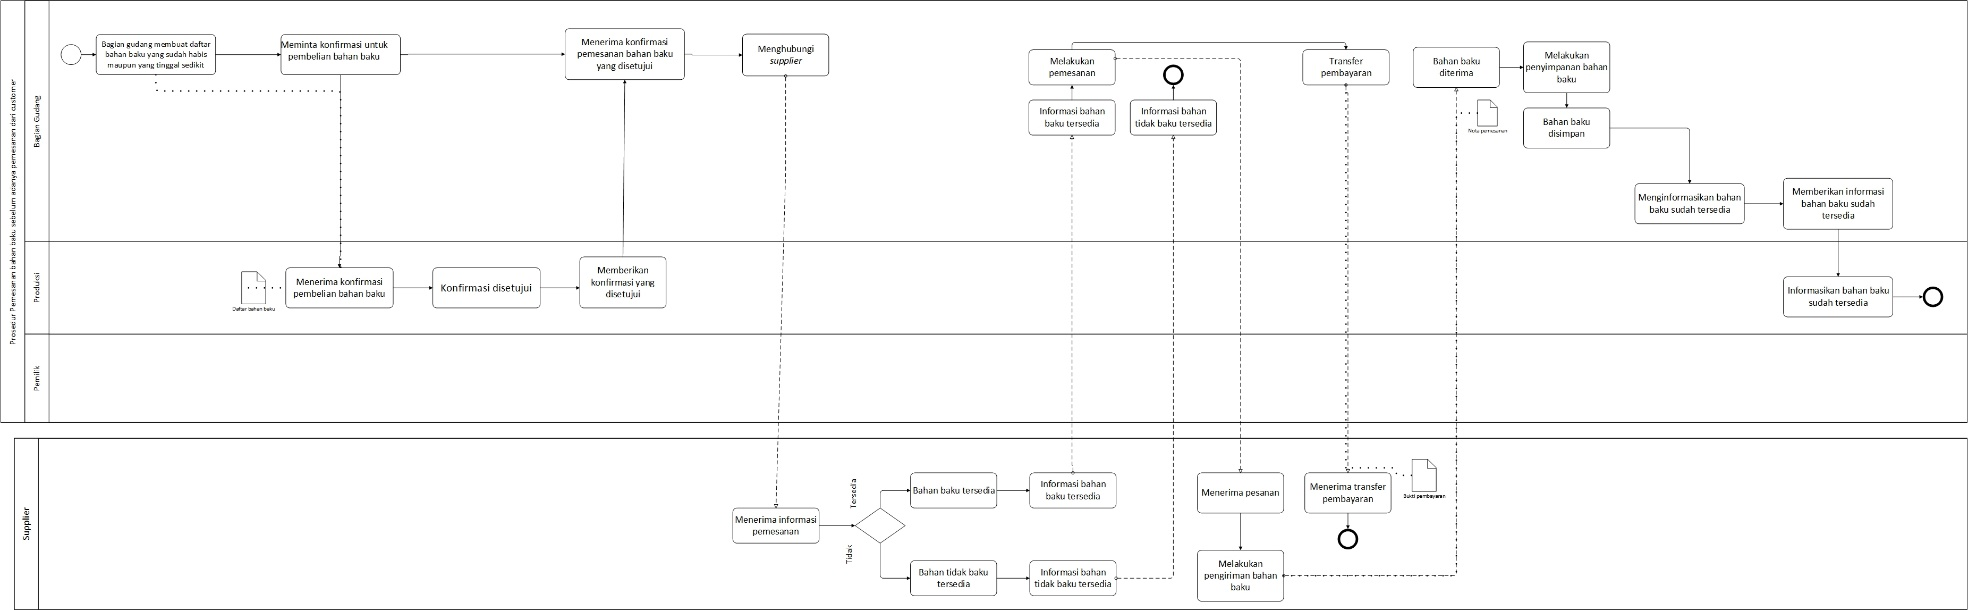 Prosedur Pemesanan bahan baku sebelum adanya pemesanan dari customer
Bagian Gudang
Bagian gudang membuat daftar
bahan baku yang sudah habis
maupun yang tinggal sedikit
Meminta konfirmasi untuk
pembelian bahan baku
Menerima konfirmasi
pemesanan bahan baku
yang disetujui
Menghubungi
supplier
Melakukan
pemesanan
Informasi bahan
baku tersedia
Informasi bahan
tidak baku tersedia
Transfer
pembayaran
Bahan baku
diterima
Nota pemesanan
Melakukan
penyimpanan bahan
baku
Bahan baku
disimpan
Menginformasikan bahan
baku sudah tersedia
Memberikan informasi
bahan baku sudah
tersedia
Produksi
Daftar bahan baku
Menerima konfirmasi
pembelian bahan baku
Konfirmasi disetujui
Memberikan
konfirmasi yang
disetujui
Informasikan bahan baku
sudah tersedia
Pemilik
Supplier
Menerima informasi
pemesanan
Tersedia
Tidak
Bahan baku tersedia
Informasi bahan
baku tersedia
Bahan tidak baku
tersedia
Informasi bahan
tidak baku tersedia
Menerima pesanan
Melakukan
pengiriman bahan
baku
Menerima transfer
pembayaran
Bukti pembayaran